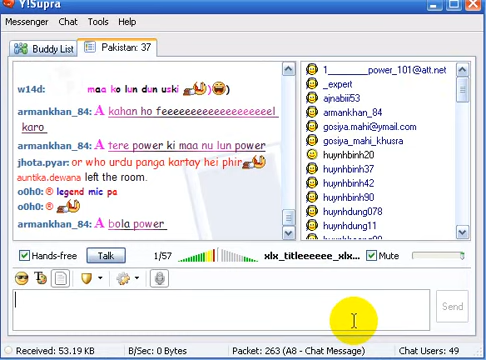 Y!Supra
Messenger Chat Tools Help
Buddy List Pakistan: 37
w14d: maa ko lun dun uski
armankhan_84: A kahan ho feeeeeeeeeeeeeeeeeeel
karo
armankhan_84: A tere power ki maa nu lun power
jhota.pyar: or who urdu panga kartay hei phir
auntika.dewana left the room.
o0h0: ® legend mic pa
o0h0: ®
armankhan_84: A bola power
1______power_101@att.net
_expert
ajnabiii53
armankhan_84
gosiya.mahi@ymail.com
gosiya_mahi_khusra
huynhbinh20
huynhbinh37
huynhbinh42
huynhbinh90
huynhdung078
huynhdung11
Hands-free Talk 1/57 xlx_titleeeeee_xlx... Mute
Send
Received: 53.19 KB B/Sec: 0 Bytes Packet: 263 (A8 - Chat Message) Chat Users: 49